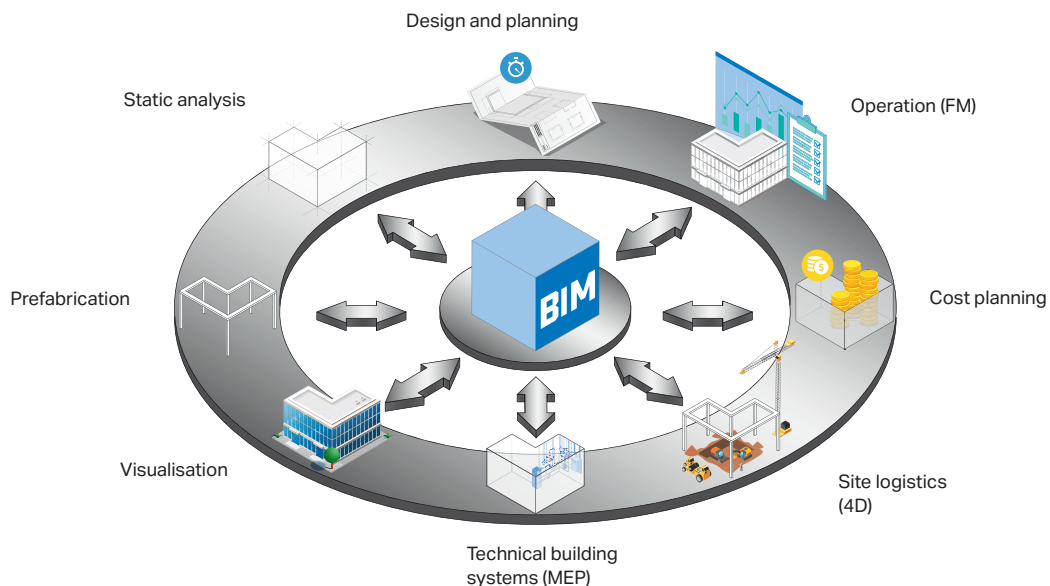 Design and planning
Static analysis
Operation (FM)
Prefabrication
BIM
Cost planning
Visualisation
Site logistics
(4D)
Technical building
systems (MEP)